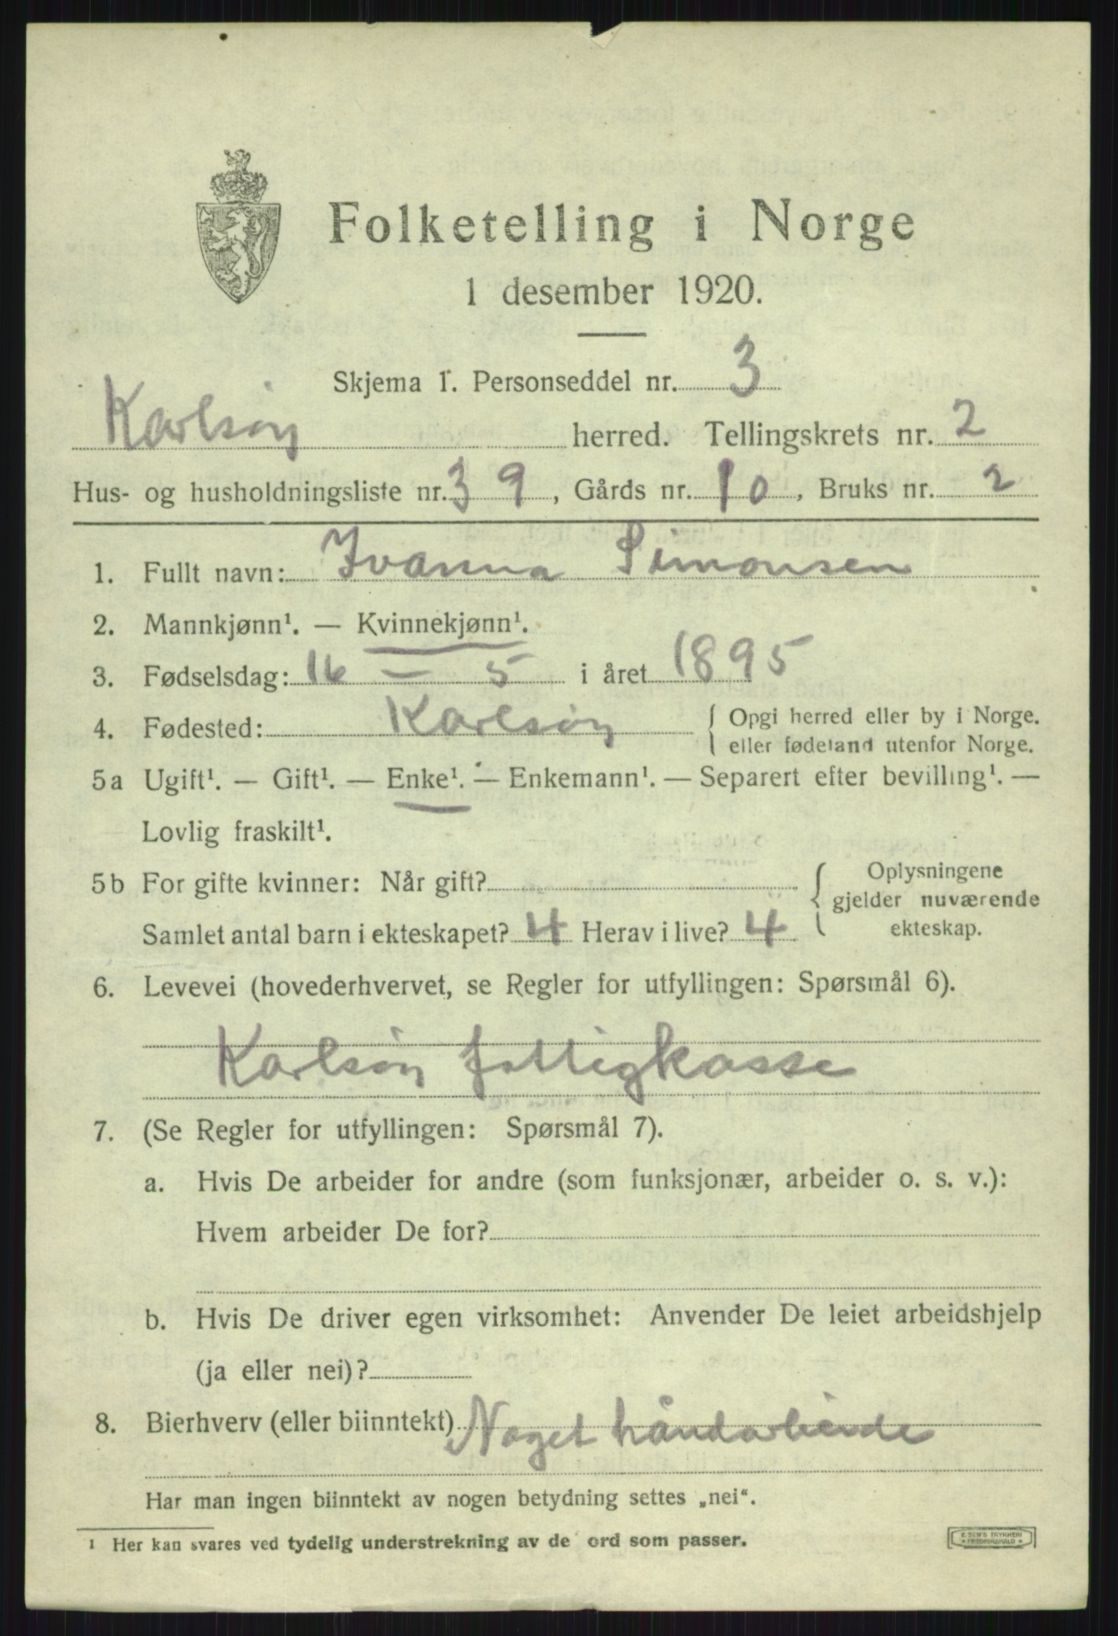 Folketelling i Norge
1 desember 1920.
Skjema 1. Personseddel nr. 3
Karlsøy herred. Tellingskrets nr. 2
Hus- og husholdningsliste nr. 39, Gårds nr. 10, Bruks nr. 2
1. Fullt navn: Ivanna Simonsen
2. Mannkjønn¹. — Kvinnekjønn¹.
3. Fødselsdag: 16 — 5 i året 1895
4. Fødested: Karlsøy { Opgi herred eller by i Norge.
eller fødeland utenfor Norge.
5a Ugift¹. — Gift¹. — Enke¹. — Enkemann¹. — Separert efter bevilling¹. —
Lovlig fraskilt¹.
5b For gifte kvinner: Når gift? { Oplysningene
gjelder nuværende
Samlet antal barn i ekteskapet? 4 Herav i live? 4 ekteskap.
6. Levevei (hovederhvervet, se Regler for utfyllingen: Spørsmål 6).
Karlsøy fattigkasse
7. (Se Regler for utfyllingen: Spørsmål 7).
a. Hvis De arbeider for andre (som funksjonær, arbeider o. s. v.):
Hvem arbeider De for?
b. Hvis De driver egen virksomhet: Anvender De leiet arbeidshjelp
(ja eller nei)?
8. Bierhverv (eller biinntekt) Noget håndarbeide
Har man ingen biinntekt av nogen betydning settes „nei“.
¹ Her kan svares ved tydelig understrekning av de ord som passer.